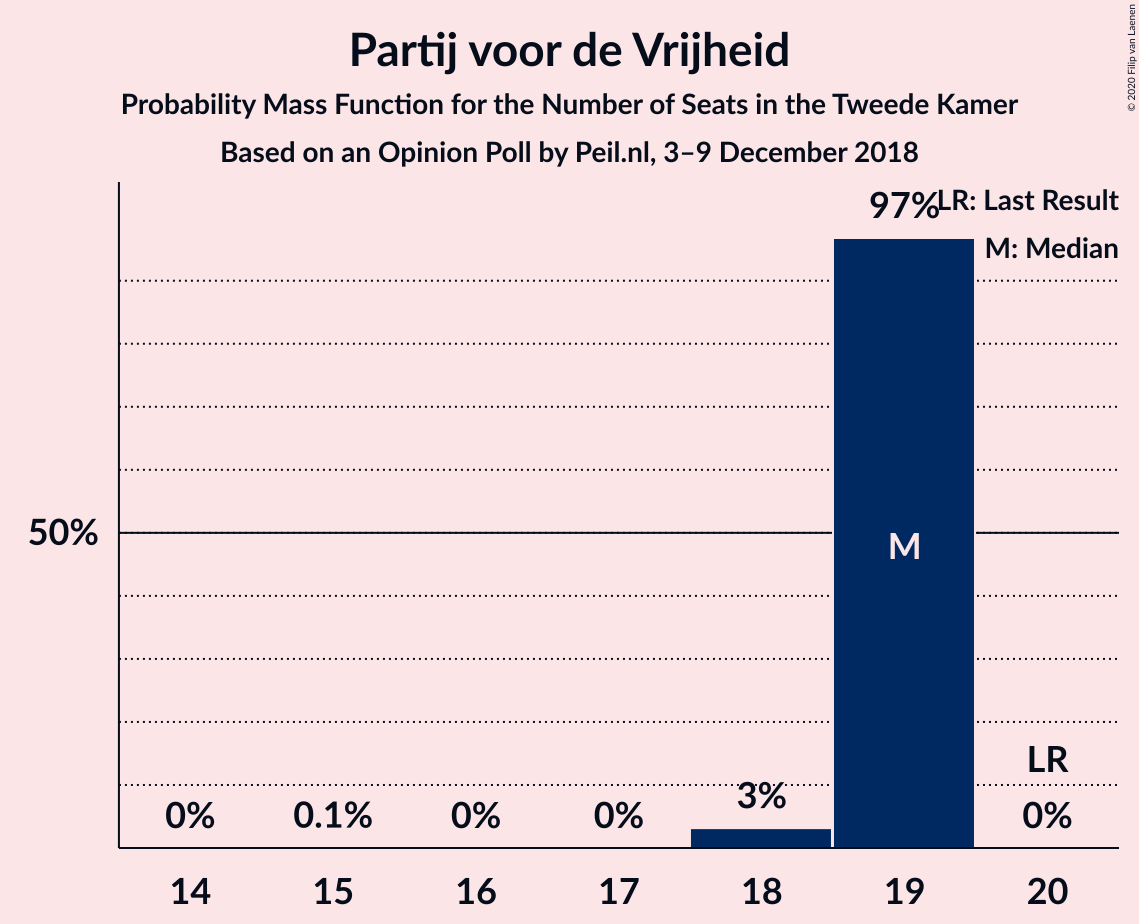 Partij voor de Vrijheid
Probability Mass Function for the Number of Seats in the Tweede Kamer
Based on an Opinion Poll by Peil.nl, 3–9 December 2018
© 2020 Filip van Laenen
97%
LR: Last Result
M: Median
50%
M
LR
0%
0.1%
0%
0%
3%
0%
14
15
16
17
18
19
20